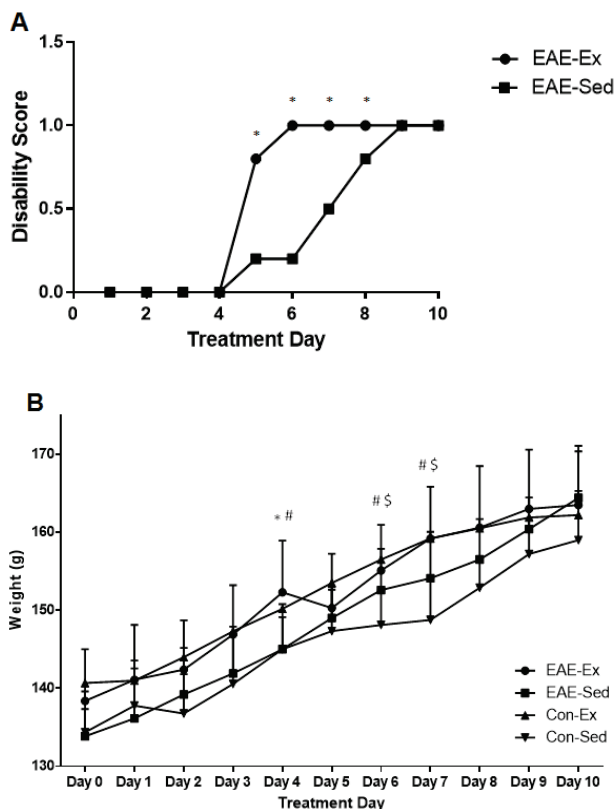 A
1.5
1.0
0.5
0.0
Disability Score
* * * *
EAE-Ex
EAE-Sed
0 2 4 6 8 10
Treatment Day
B
170
160
150
140
130
Weight (g)
* #
# $
# $
EAE-Ex
EAE-Sed
Con-Ex
Con-Sed
Day 0 Day 1 Day 2 Day 3 Day 4 Day 5 Day 6 Day 7 Day 8 Day 9 Day 10
Treatment Day